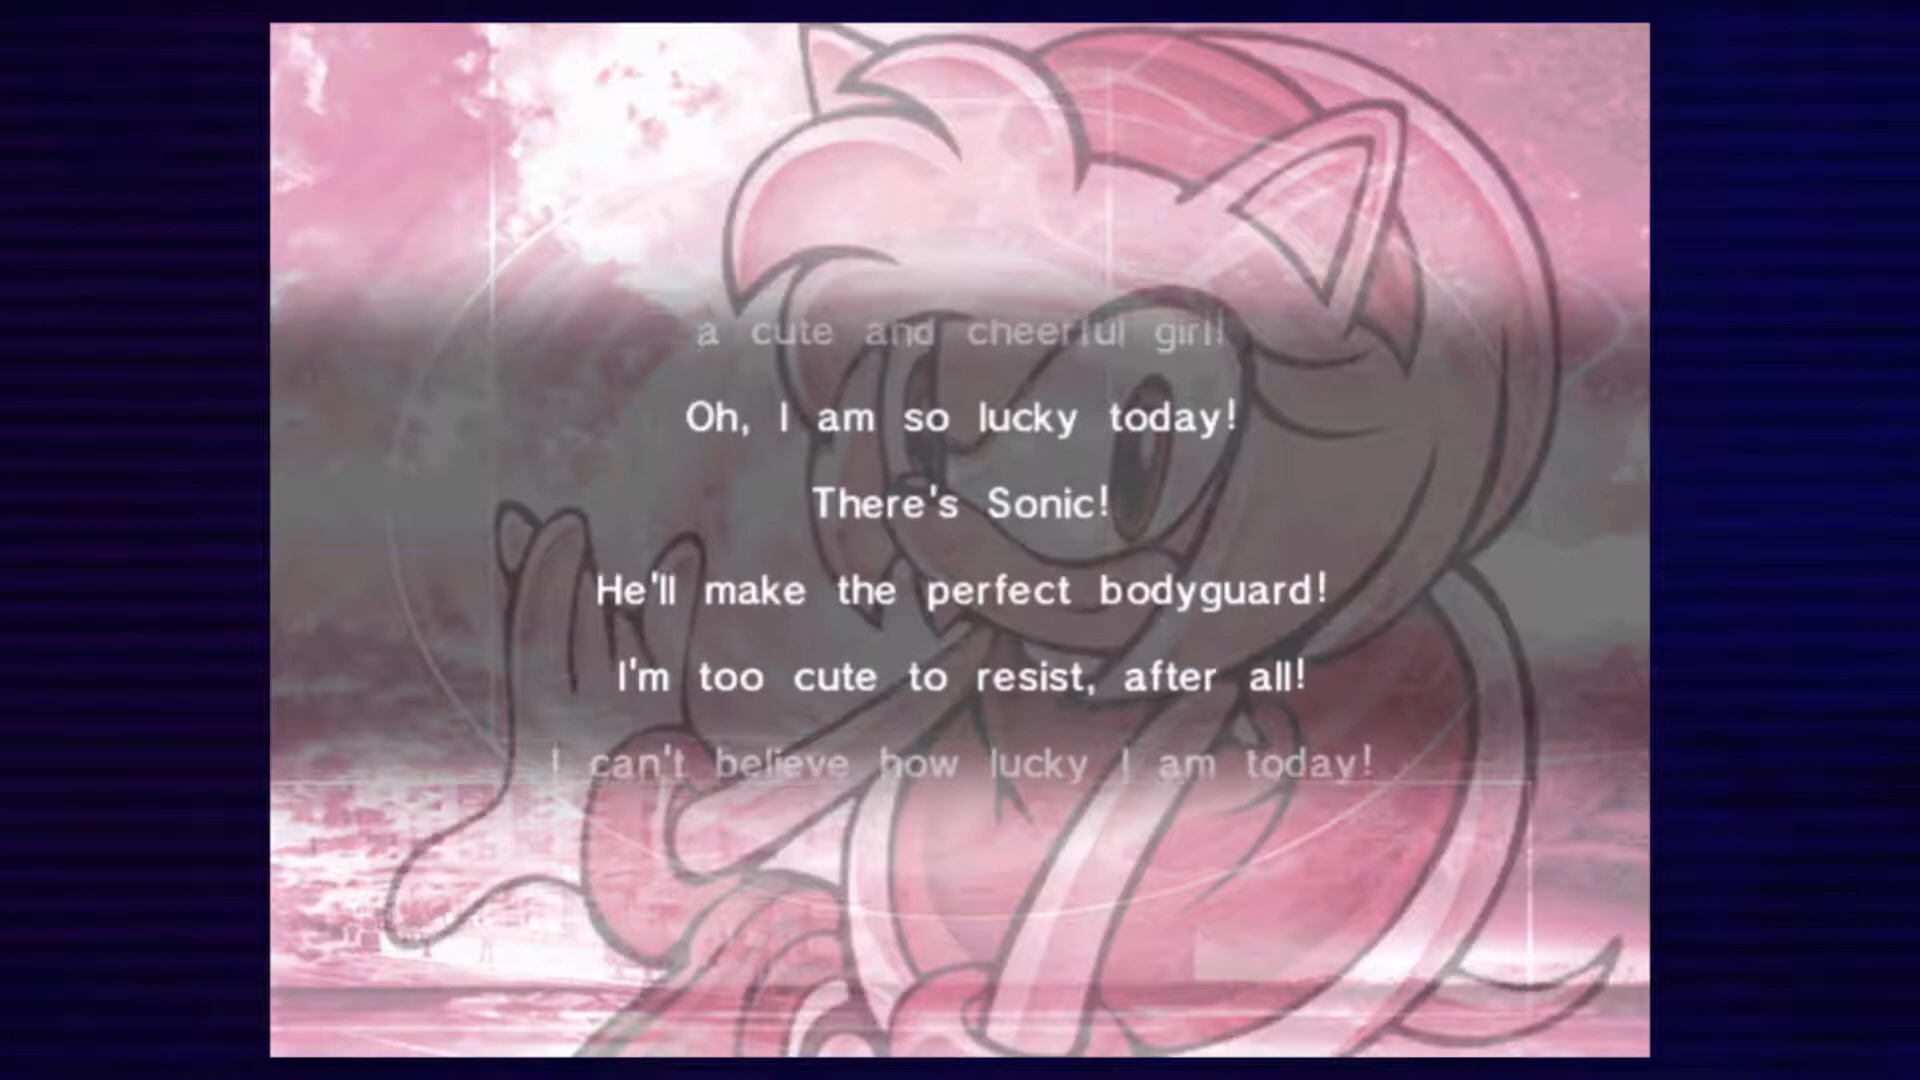 a cute and cheerful girl!
Oh, I am so lucky today!
There's Sonic!
He'll make the perfect bodyguard!
I'm too cute to resist, after all!
I can't believe how lucky I am today!